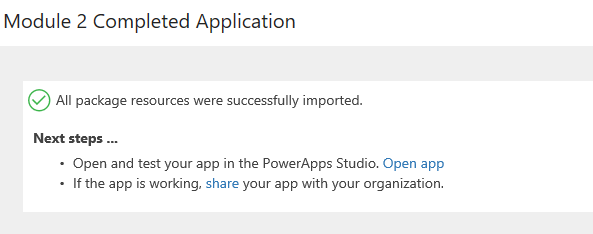 Module 2 Completed Application
All package resources were successfully imported.
Next steps ...
• Open and test your app in the PowerApps Studio. Open app
• If the app is working, share your app with your organization.